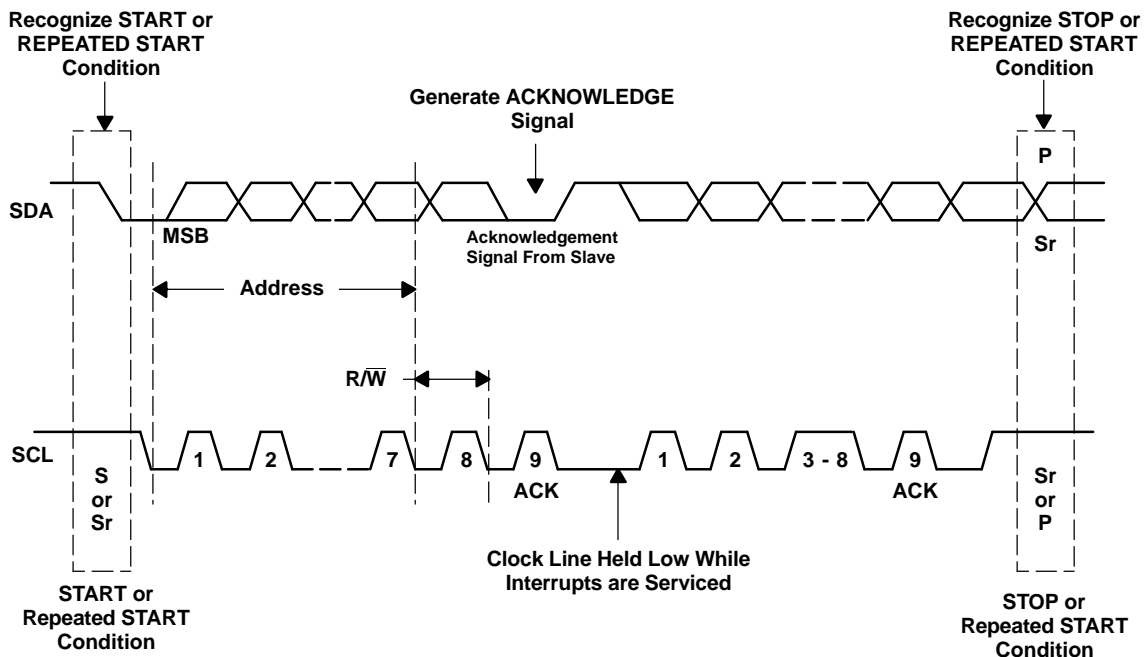 Recognize START or
REPEATED START
Condition
Recognize STOP or
REPEATED START
Condition
Generate ACKNOWLEDGE
Signal
P
SDA
MSB
Acknowledgement
Signal From Slave
Sr
Address
R/W̅
SCL
1
2
7
8
9
1
2
3 - 8
9
ACK
ACK
S
or
Sr
Sr
or
P
Clock Line Held Low While
Interrupts are Serviced
START or
Repeated START
Condition
STOP or
Repeated START
Condition